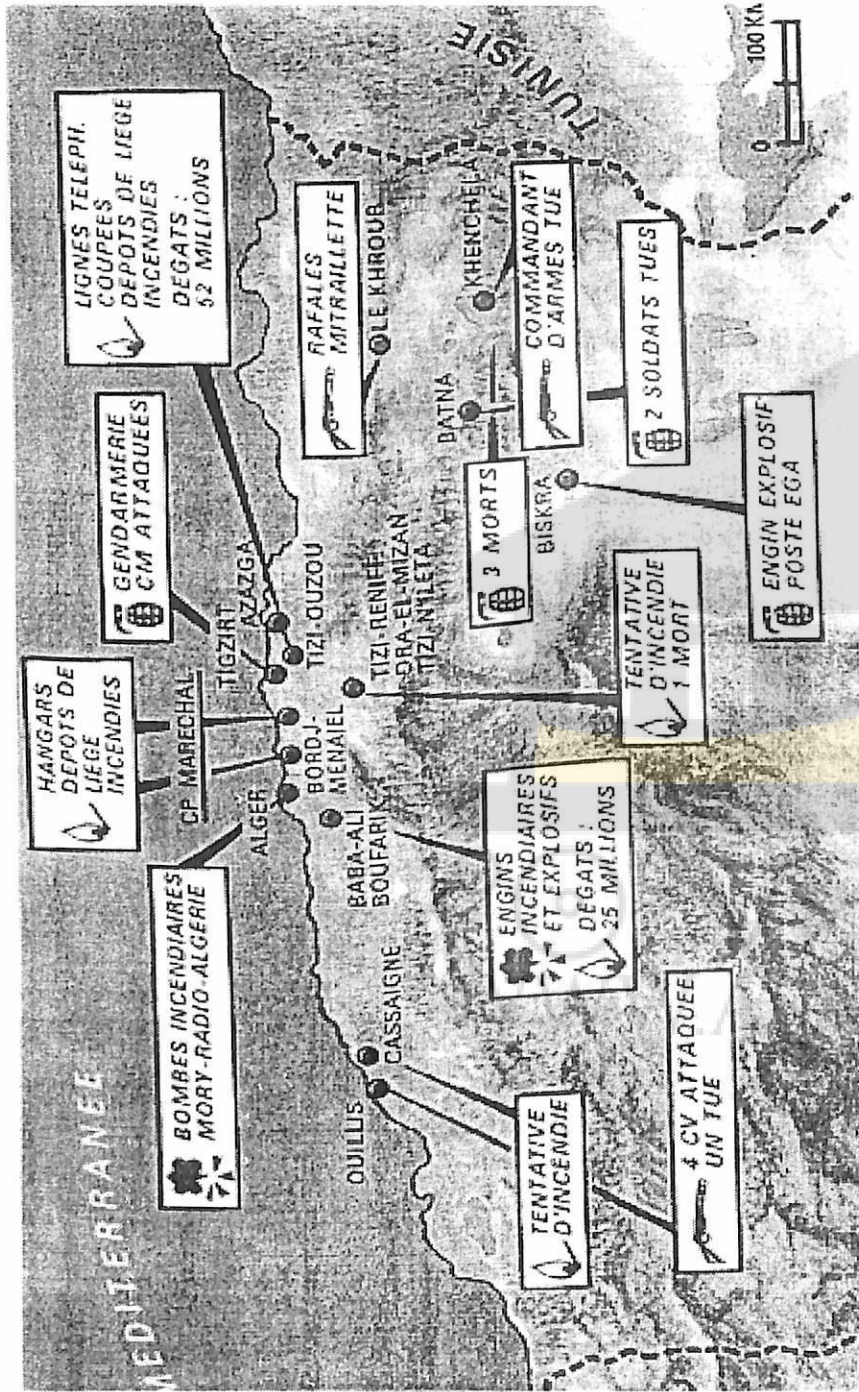 MEDITERRANEE
TUNISIE
LIGNES TELEPH.
COUPEES
DEPOTS DE LIEGE
INCENDIES
DEGATS :
52 MILLIONS
GENDARMERIE
CM ATTAQUEES
HANGARS
DEPOTS DE
LIEGE
INCENDIES
CP MARECHAL
BOMBES INCENDIAIRES
MORY-RADIO-ALGERIE
ALGER
TIGZIRT
AZAZGA
TIZI-OUZOU
BORDJ-
MENAIEL
BABA-ALI
BOUFARIK
TIZI-RENIFF
DRA-EL-MIZAN
TIZI-N'LETA
OUILLIS
CASSAIGNE
RAFALES
MITRAILLETTE
LE KHROUB
KHENCHELA
BATNA
BISKRA
3 MORTS
COMMANDANT
D'ARMES TUE
2 SOLDATS TUES
ENGIN EXPLOSIF
POSTE EGA
TENTATIVE
D'INCENDIE
1 MORT
ENGINS
INCENDIAIRES
ET EXPLOSIFS
DEGATS :
25 MILLIONS
TENTATIVE
D'INCENDIE
4 CV ATTAQUEE
UN TUE
0 100 KM